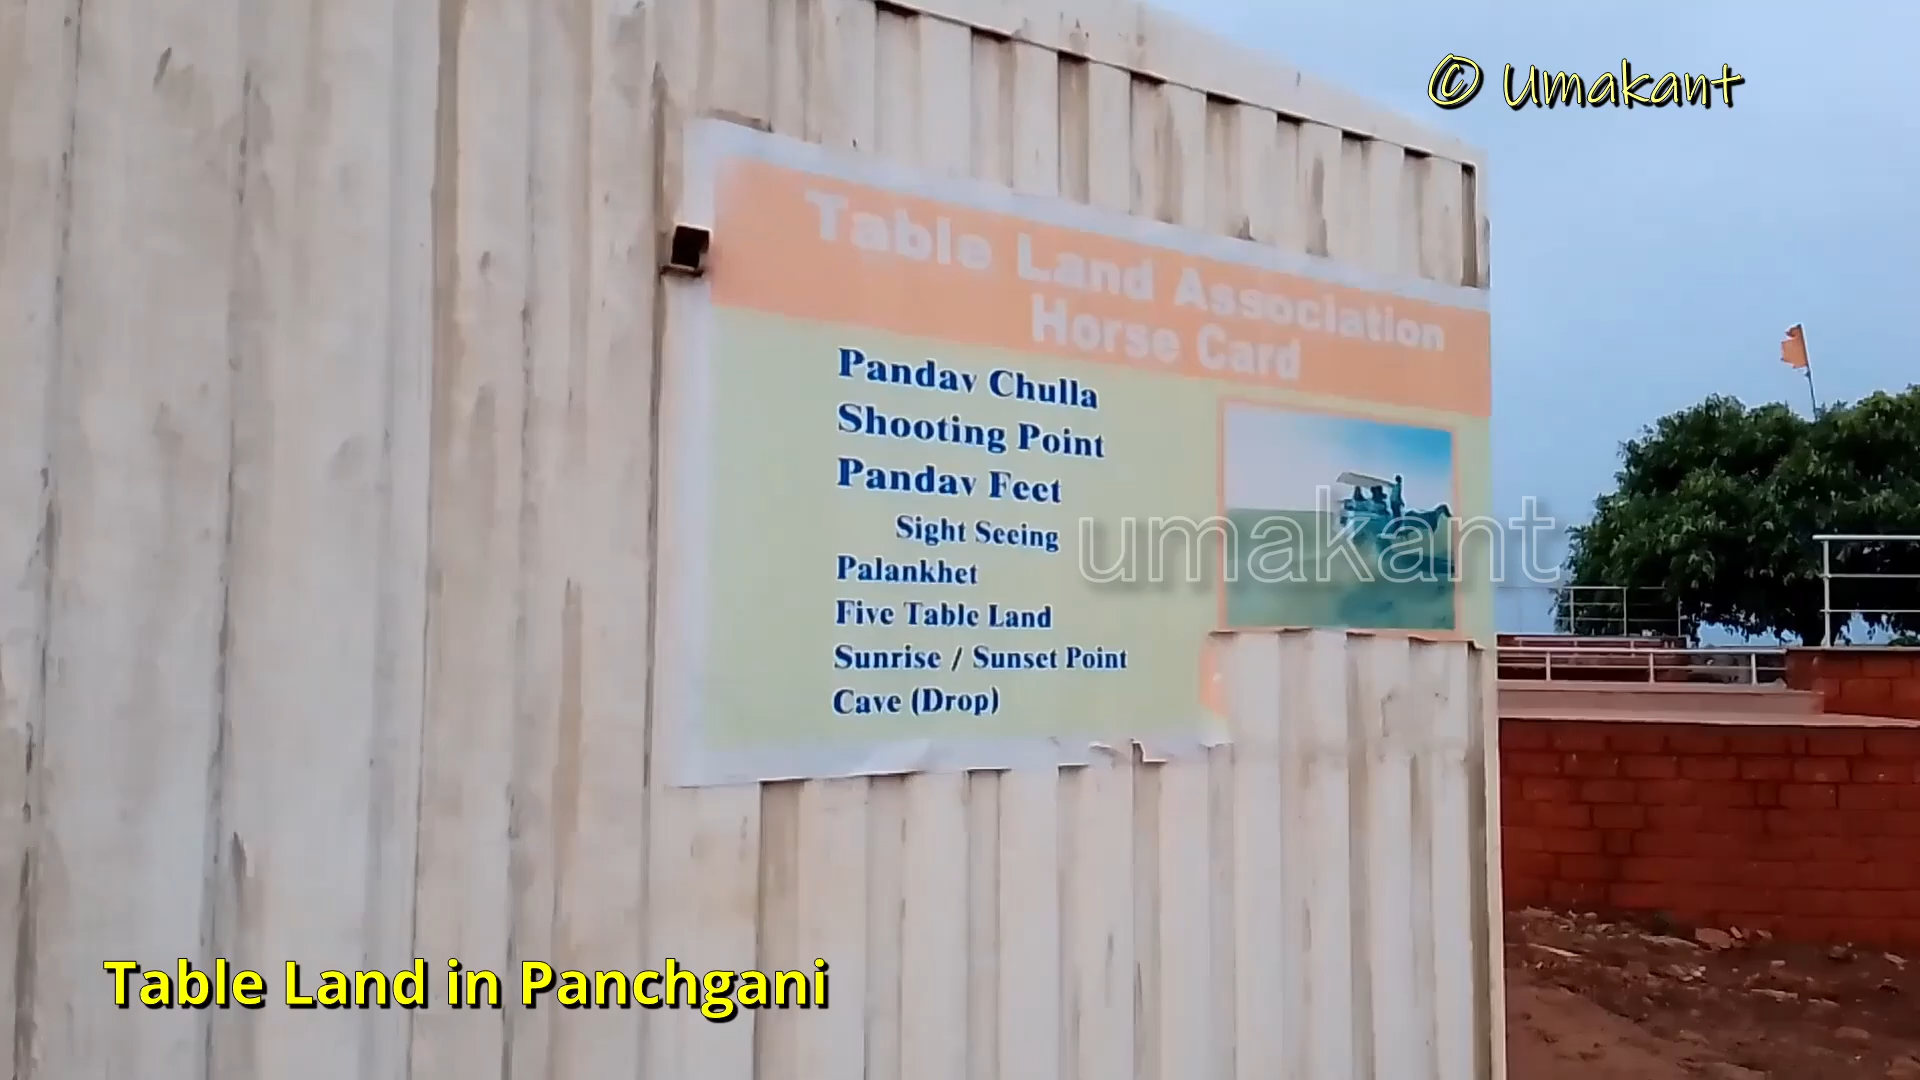 © Umakant
Table Land Association
Horse Card
Pandav Chulla
Shooting Point
Pandav Feet
Sight Seeing
umakant
Palankhet
Five Table Land
Sunrise / Sunset Point
Cave (Drop)
Table Land in Panchgani